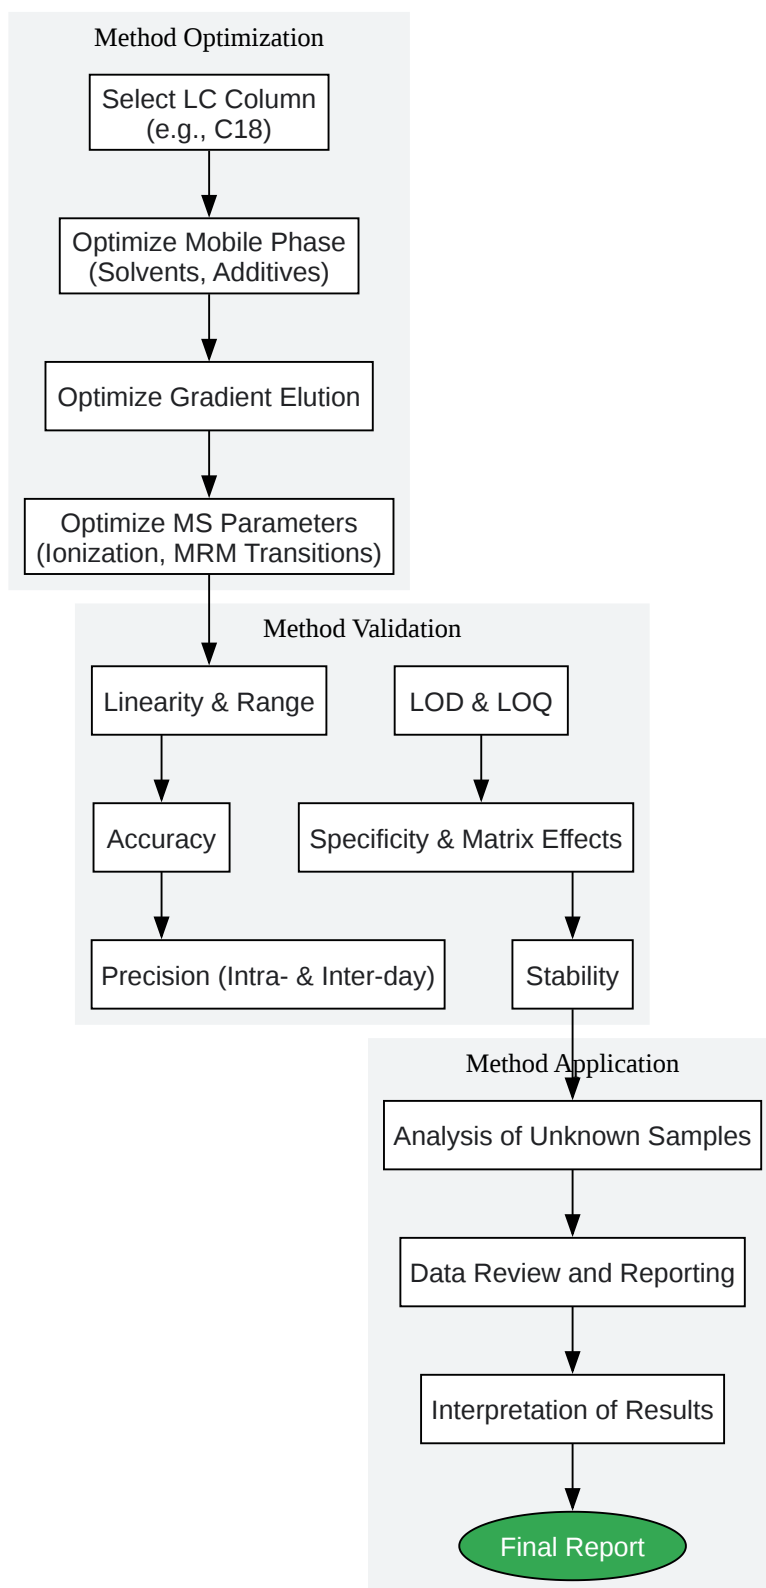 Method Optimization
Select LC Column
(e.g., C18)
Optimize Mobile Phase
(Solvents, Additives)
Optimize Gradient Elution
Optimize MS Parameters
(Ionization, MRM Transitions)
Method Validation
Linearity & Range
LOD & LOQ
Accuracy
Specificity & Matrix Effects
Precision (Intra- & Inter-day)
Stability
Method Application
Analysis of Unknown Samples
Data Review and Reporting
Interpretation of Results
Final Report